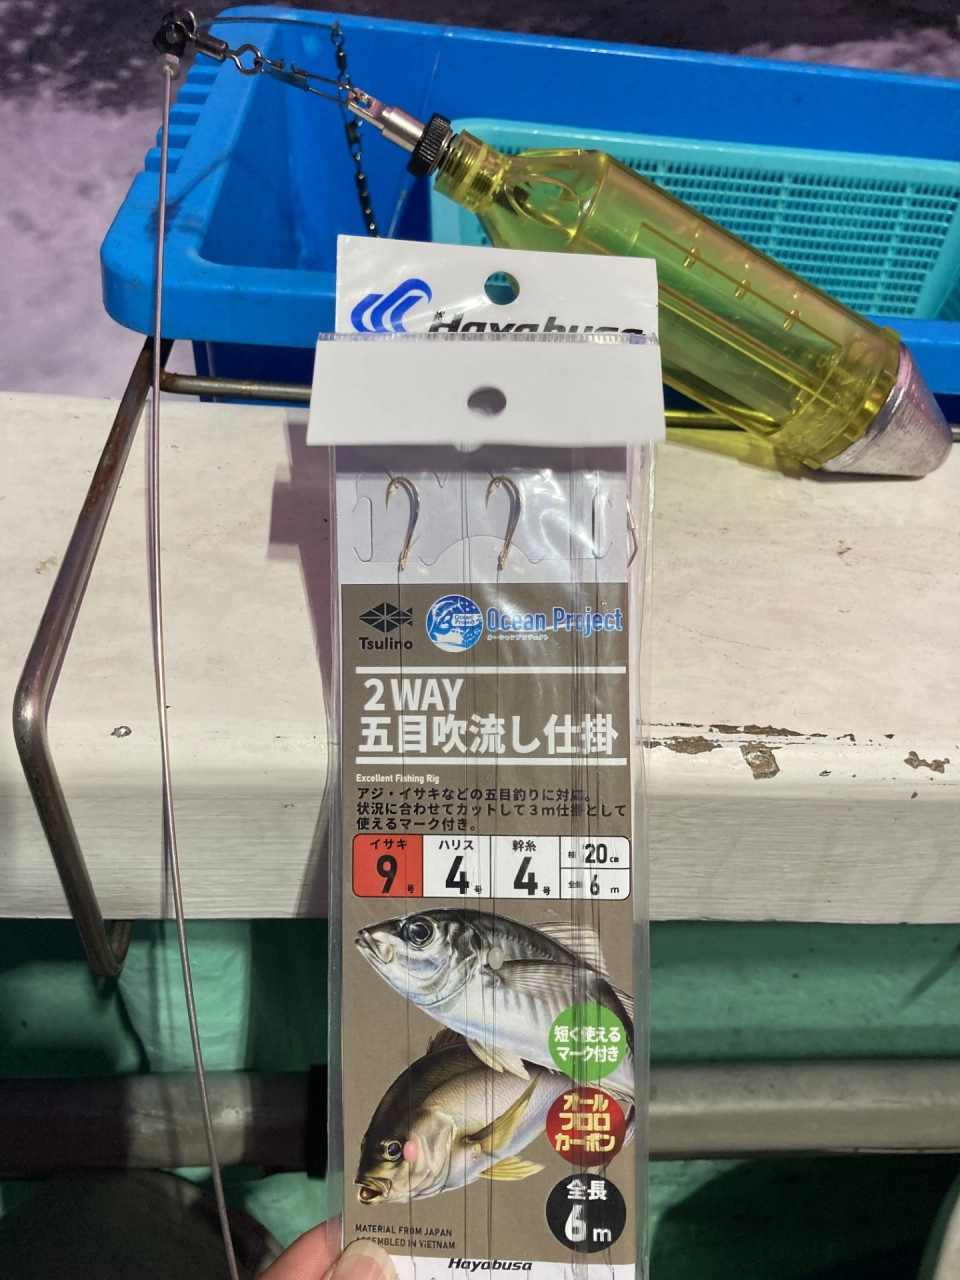 Hayabusa
Tsulino
Ocean Project
オーシャンプロジェクト
2WAY
五目吹流し仕掛
Excellent Fishing Rig
アジ・イサキなどの五目釣りに対応。
状況に合わせてカットして3m仕掛として
使えるマーク付き。
イサキ 9号
ハリス 4号
幹糸 4号
20cm
全長 6m
短く使える
マーク付き
オール
フロロ
カーボン
全長
6m
MATERIAL FROM JAPAN
ASSEMBLED IN VIETNAM
Hayabusa